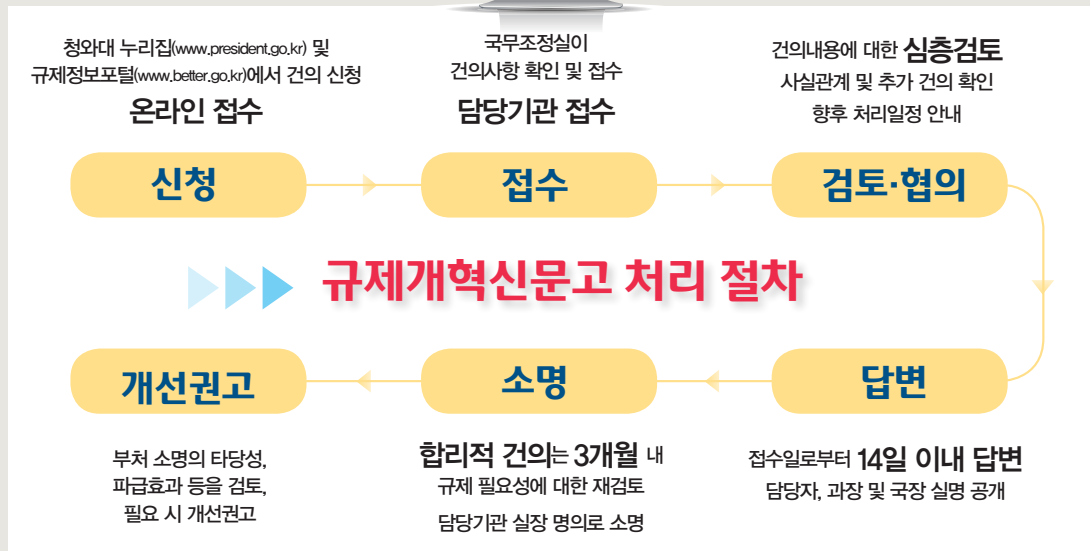 청와대 누리집(www.president.go.kr) 및
규제정보포털(www.better.go.kr)에서 건의 신청
온라인 접수
국무조정실이
건의사항 확인 및 접수
담당기관 접수
건의내용에 대한 심층검토
사실관계 및 추가 건의 확인
향후 처리일정 안내
신청
접수
검토·협의
규제개혁신문고 처리 절차
개선권고
소명
답변
부처 소명의 타당성,
파급효과 등을 검토,
필요 시 개선권고
합리적 건의는 3개월 내
규제 필요성에 대한 재검토
담당기관 실장 명의로 소명
접수일로부터 14일 이내 답변
담당자, 과장 및 국장 실명 공개